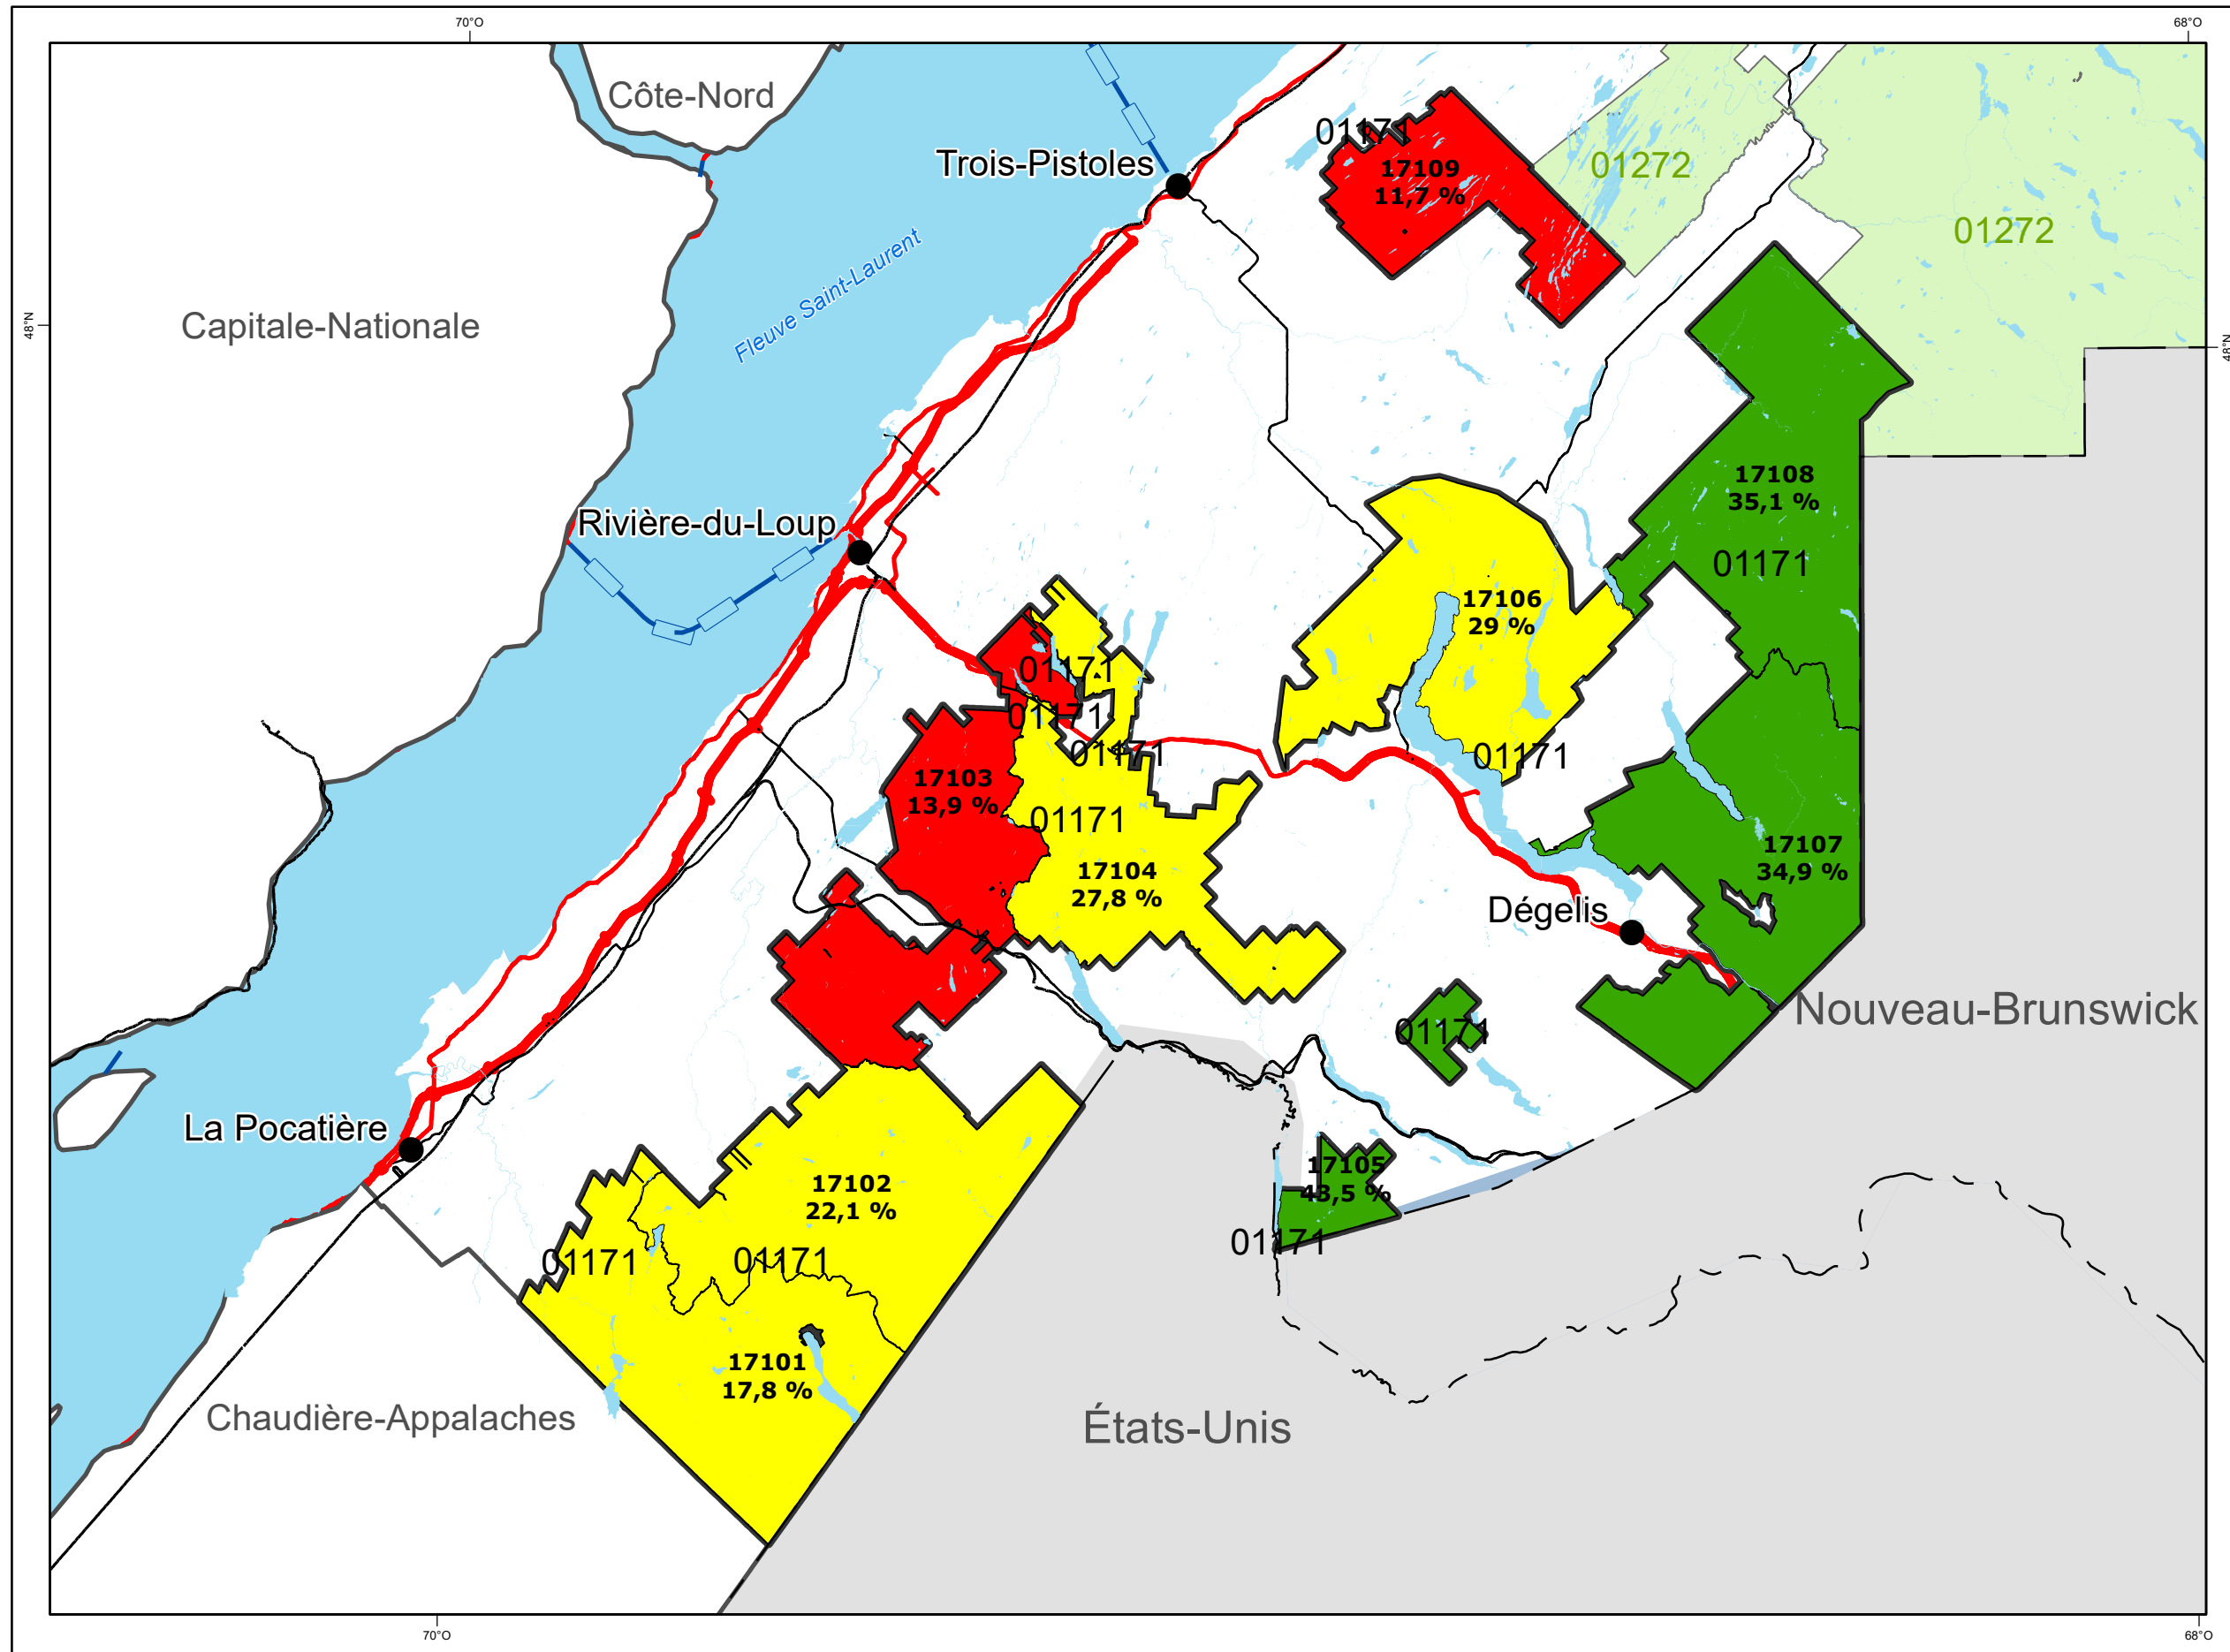 70°O
68°O
Côte-Nord
01171
Trois-Pistoles
17109
11,7 %
01272
01272
Fleuve Saint-Laurent
Capitale-Nationale
48°N
48°N
17108
35,1 %
Rivière-du-Loup
01171
17106
29 %
01171
01171
01171
01171
17103
13,9 %
01171
17104
27,8 %
17107
34,9 %
Dégelis
Nouveau-Brunswick
01171
La Pocatière
17105
43,5 %
17102
22,1 %
01171
01171
01171
17101
17,8 %
Chaudière-Appalaches
États-Unis
70°O
68°O